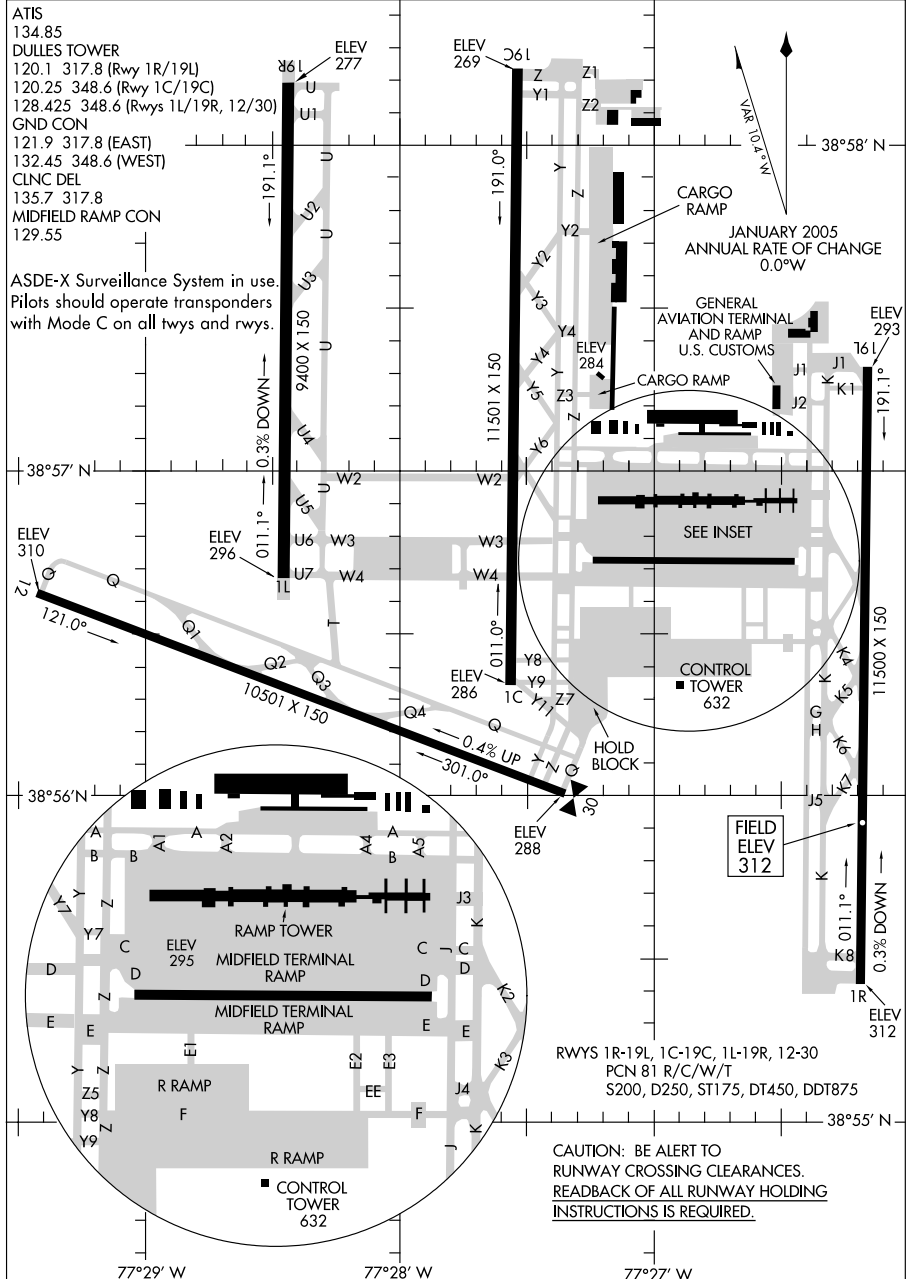 ATIS
134.85
DULLES TOWER
120.1 317.8 (Rwy 1R/19L)
120.25 348.6 (Rwy 1C/19C)
128.425 348.6 (Rwys 1L/19R, 12/30)
GND CON
121.9 317.8 (EAST)
132.45 348.6 (WEST)
CLNC DEL
135.7 317.8
MIDFIELD RAMP CON
129.55
ASDE-X Surveillance System in use.
Pilots should operate transponders
with Mode C on all twys and rwys.
ELEV
277
19R
U
U1
U
191.1°
U2
U
U3
U
9400 X 150
0.3% DOWN
U4
U
U5
W2
011.1°
U6
W3
U7
W4
1L
ELEV
296
T
ELEV
269
19C
Z
Z1
Y1
Z2
191.0°
Y
Z
Y2
Y2
Y3
Y4
Y4
Y
Y5
Z3
Z
Y6
11501 X 150
W2
W3
W4
011.0°
ELEV
286
1C
Y8
Y9
Y11
Z7
CARGO
RAMP
ELEV
284
CARGO RAMP
VAR 10.4° W
38°58' N
JANUARY 2005
ANNUAL RATE OF CHANGE
0.0°W
GENERAL
AVIATION TERMINAL
AND RAMP
U.S. CUSTOMS
J1
J1
K
K1
J2
19L
ELEV
293
191.1°
38°57' N
SEE INSET
11500 X 150
CONTROL
TOWER
632
K4
K
K5
G
H
K6
K7
J5
K
HOLD
BLOCK
FIELD
ELEV
312
011.1°
0.3% DOWN
K8
1R
ELEV
312
ELEV
310
12
Q
Q
121.0°
Q1
Q2
Q3
10501 X 150
Q4
Q
0.4% UP
301.0°
Y
Z
Q
30
ELEV
288
38°56'N
A
A1
A
A2
A4
A
A5
B
B
B
Y
Z
Y7
Y7
J3
K
RAMP TOWER
C
ELEV
295
MIDFIELD TERMINAL
RAMP
C
J
C
D
D
D
D
Z
K2
MIDFIELD TERMINAL
RAMP
E
E
E
E
E1
E2
E3
K3
Y
Z5
R RAMP
EE
J4
Y8
F
F
Z
Y9
J
K
R RAMP
CONTROL
TOWER
632
RWYS 1R-19L, 1C-19C, 1L-19R, 12-30
PCN 81 R/C/W/T
S200, D250, ST175, DT450, DDT875
38°55' N
CAUTION: BE ALERT TO
RUNWAY CROSSING CLEARANCES.
READBACK OF ALL RUNWAY HOLDING
INSTRUCTIONS IS REQUIRED.
77°29' W
77°28' W
77°27' W